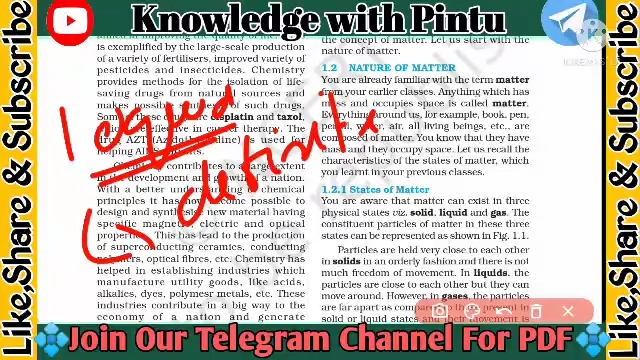 Knowledge with Pintu
Like,Share & Subscribe
is exemplified by the large-scale production
of a variety of fertilisers, improved variety of
pesticides and insecticides. Chemistry
provides methods for the isolation of life-
saving drugs from natural sources and
makes possible of such drugs,
Some cisplatin and taxol,
effective in cancer therapy. The
drug AZT used for
helping
contributes to a large extent
in the development and growth of a nation.
With a better understanding of chemical
principles it has become possible to
design and synthesise new material having
specific magnetic, electric and optical
properties. This has lead to the production
of superconducting ceramics, conducting
polymers, optical fibres, etc. Chemistry has
helped in establishing industries which
manufacture utility goods, like acids,
alkalies, dyes, polymers metals, etc. These
industries contribute in a big way to the
economy of a nation and generate
the concept of matter. Let us start with the
nature of matter.
1.2 NATURE OF MATTER
You are already familiar with the term matter
from your earlier classes. Anything which has
mass and occupies space is called matter.
Everything around us, for example, book, pen,
pencil, water, air, all living beings, etc., are
composed of matter. You know that they have
mass and they occupy space. Let us recall
the characteristics of the states of matter, which
you learnt in your previous classes.
1.2.1 States of Matter
You are aware that matter can exist in three
physical states viz. solid, liquid and gas. The
constituent particles of matter in these three
states can be represented as shown in Fig. 1.1.
Particles are held very close to each other
in solids in an orderly fashion and there is not
much freedom of movement. In liquids, the
particles are close to each other but they can
move around. However, in gases, the particles
are far apart as compared to those present in
solid or liquid states and their movement is
definite
Like,Share & Subscribe
Join Our Telegram Channel For PDF